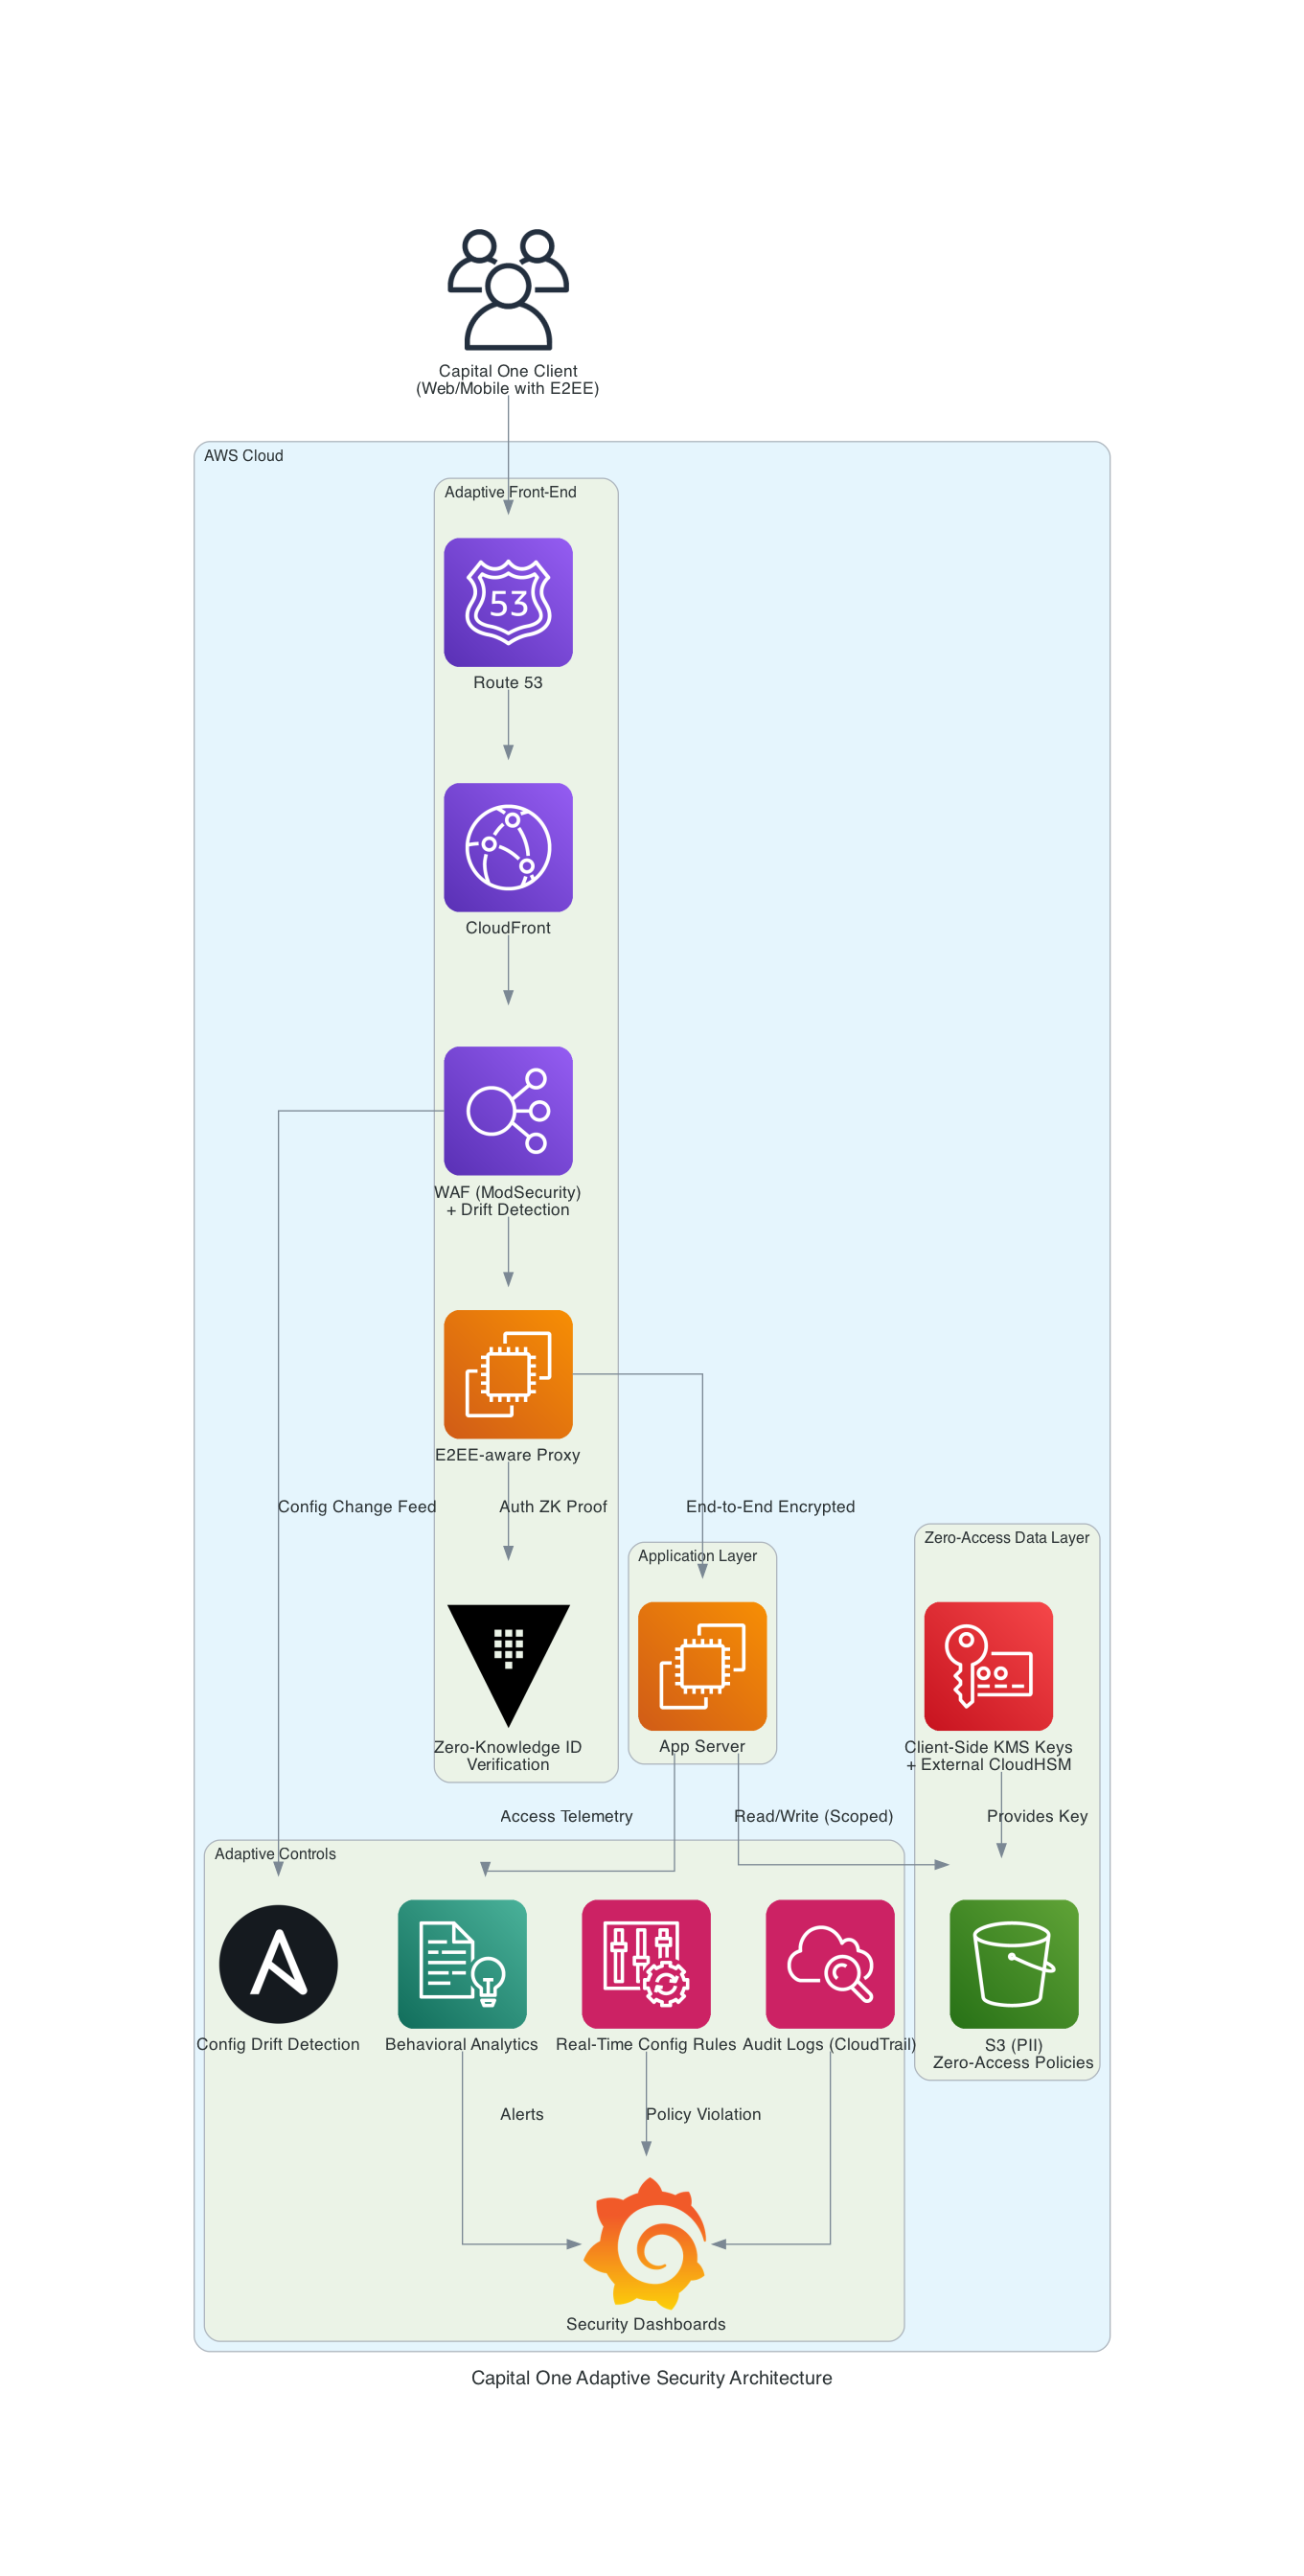 Capital One Client
(Web/Mobile with E2EE)
AWS Cloud
Adaptive Front-End
53
Route 53
CloudFront
WAF (ModSecurity)
+ Drift Detection
E2EE-aware Proxy
Config Change Feed
Auth ZK Proof
End-to-End Encrypted
Zero-Access Data Layer
Application Layer
Zero-Knowledge ID
Verification
App Server
Client-Side KMS Keys
+ External CloudHSM
Access Telemetry
Read/Write (Scoped)
Provides Key
Adaptive Controls
Config Drift Detection
Behavioral Analytics
Real-Time Config Rules
Audit Logs (CloudTrail)
S3 (PII)
Zero-Access Policies
Alerts
Policy Violation
Security Dashboards
Capital One Adaptive Security Architecture